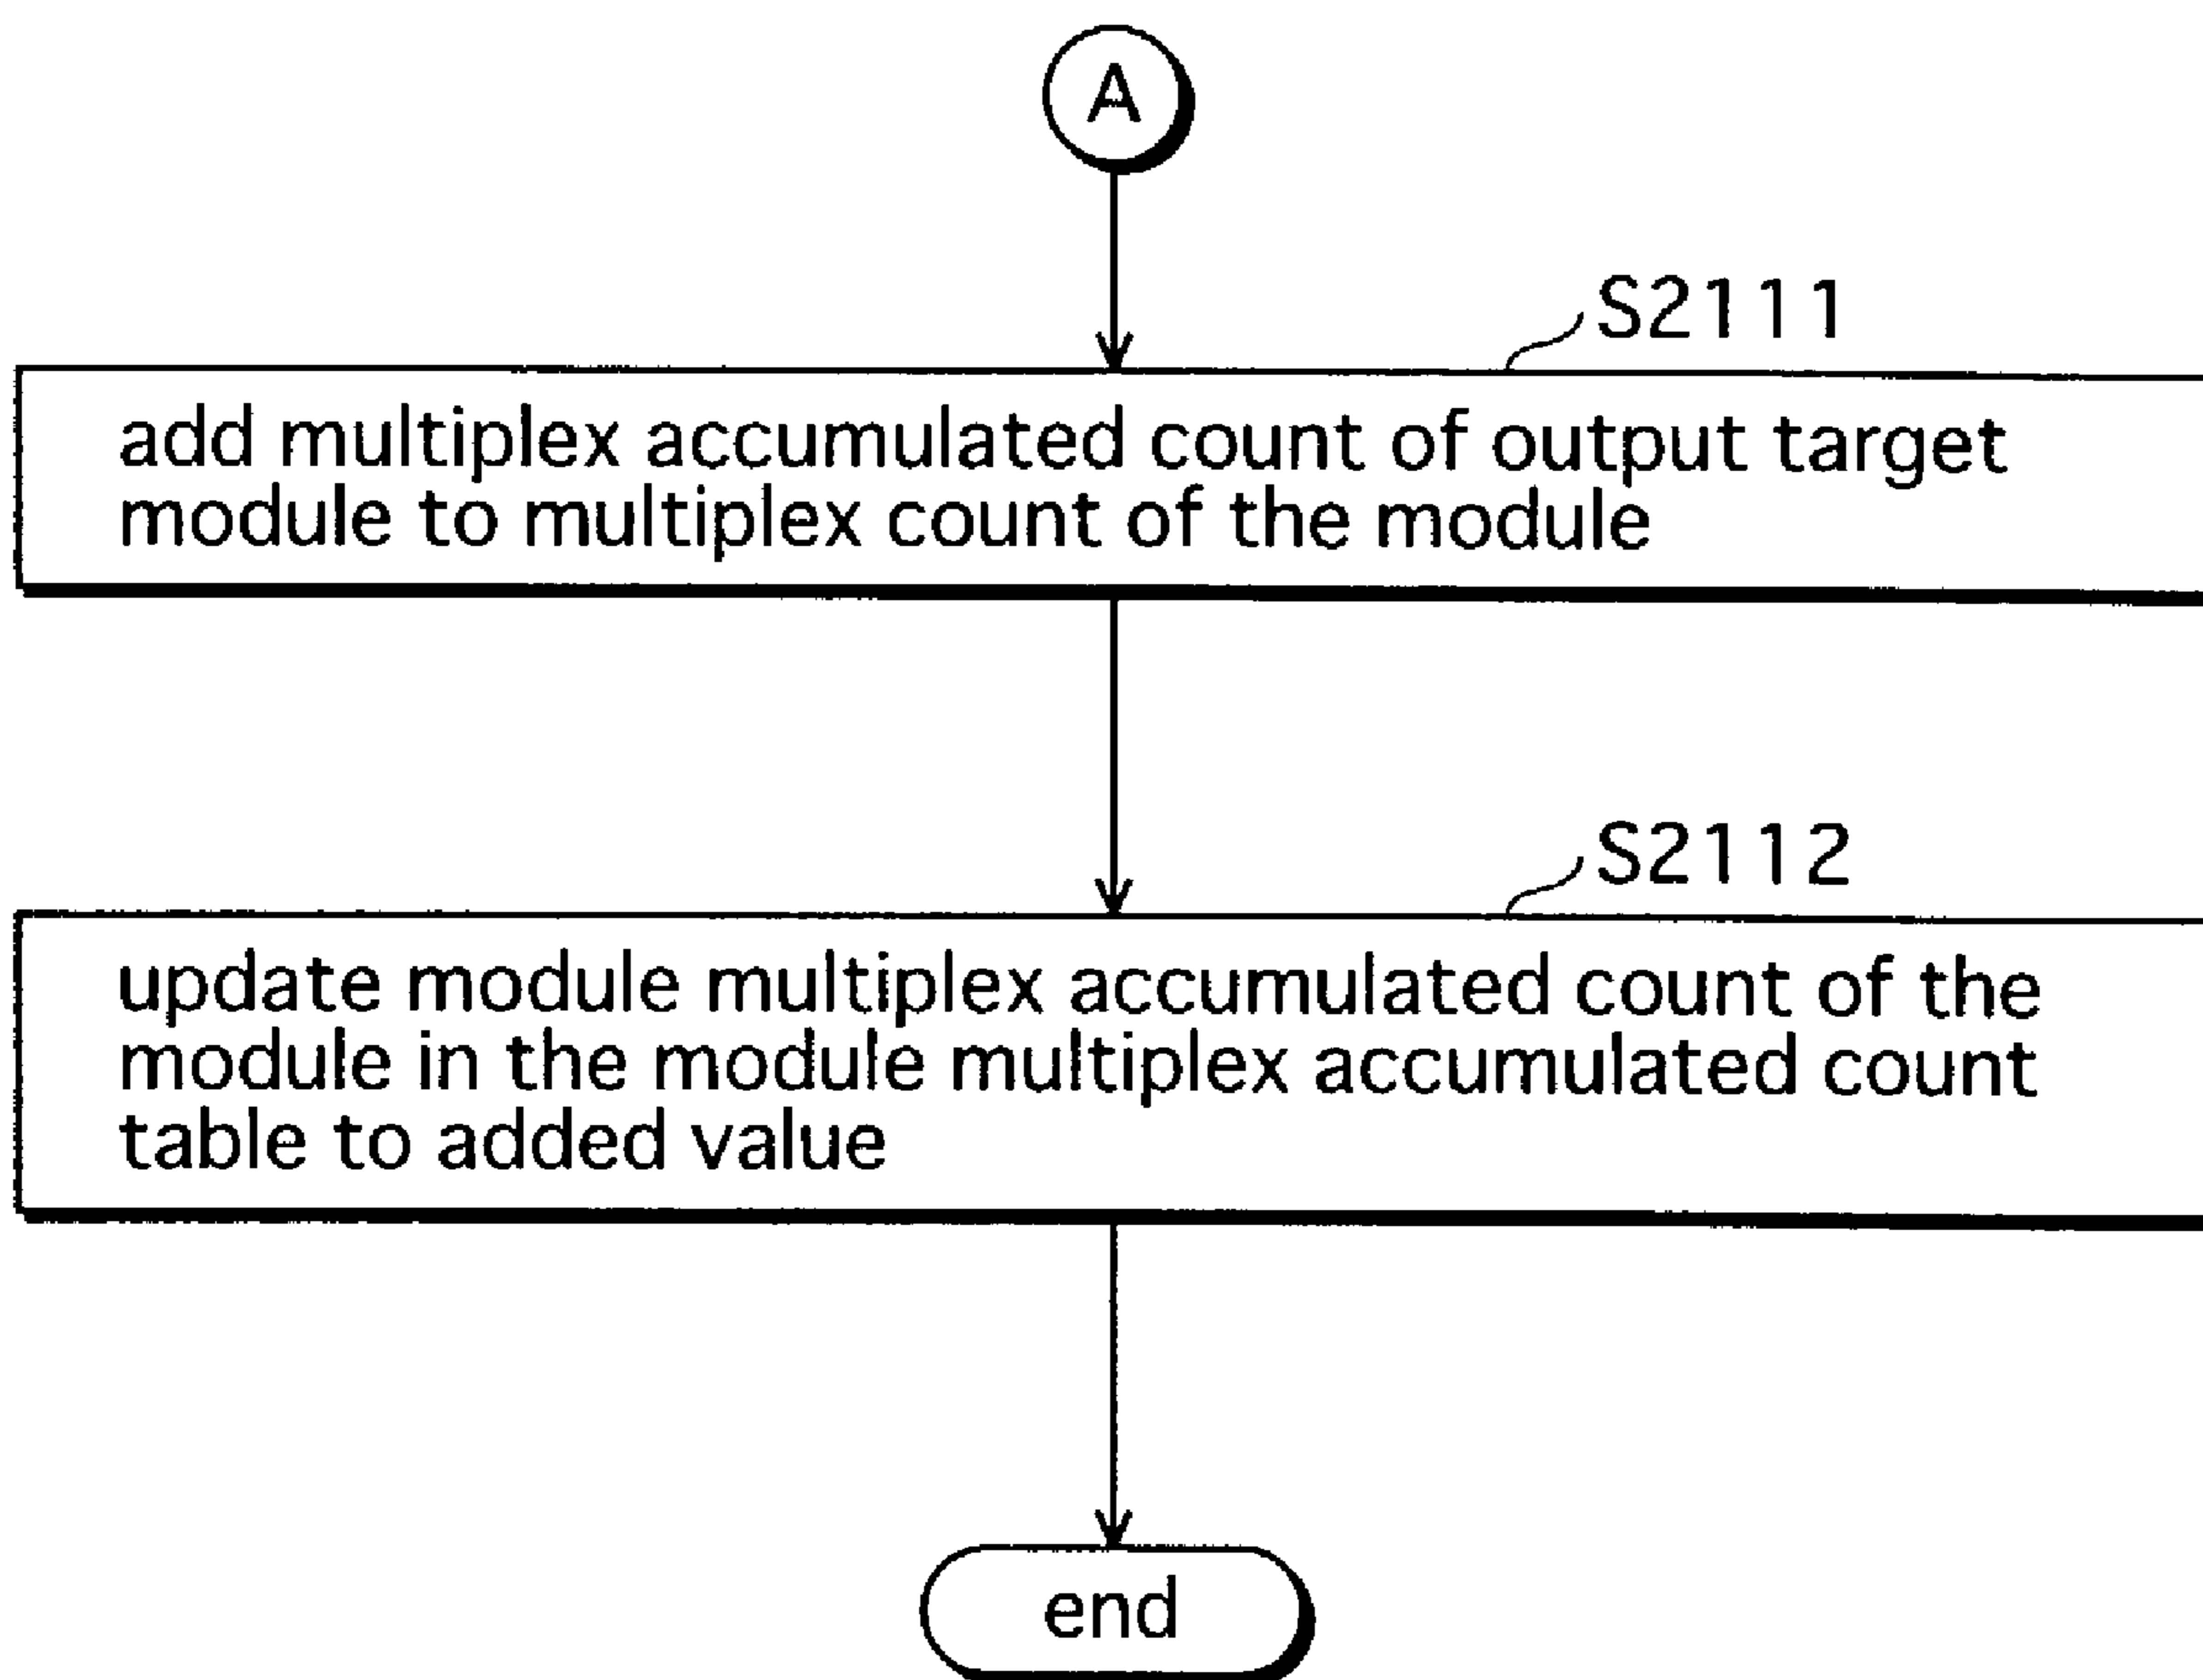 A
S2111
add multiplex accumulated count of output target
module to multiplex count of the module
S2112
update module multiplex accumulated count of the
module in the module multiplex accumulated count
table to added value
end